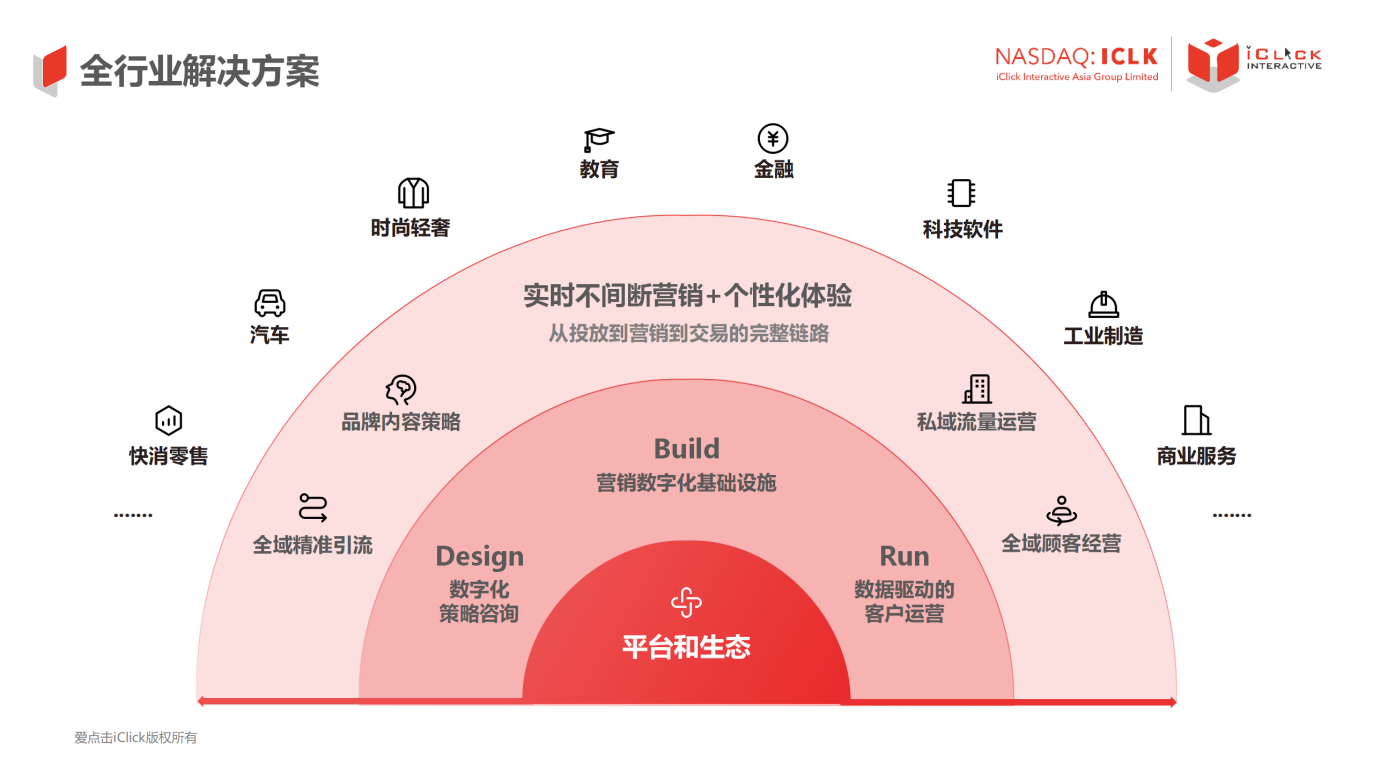 全行业解决方案
NASDAQ: ICLK
iClick Interactive Asia Group Limited
iCLiCK
INTERACTIVE
教育
金融
时尚轻奢
科技软件
实时不间断营销+个性化体验
从投放到营销到交易的完整链路
汽车
工业制造
品牌内容策略
私域流量运营
快消零售
商业服务
Build
营销数字化基础设施
.......
.......
全域精准引流
全域顾客经营
Design
数字化
策略咨询
Run
数据驱动的
客户运营
平台和生态
爱点击iClick版权所有